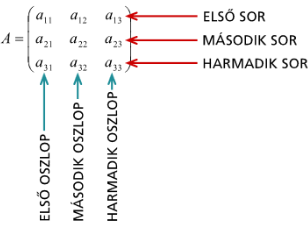 A = ( a11 a12 a13 ) ELSŐ SOR
a21 a22 a23 MÁSODIK SOR
a31 a32 a33 HARMADIK SOR
ELSŐ OSZLOP
MÁSODIK OSZLOP
HARMADIK OSZLOP